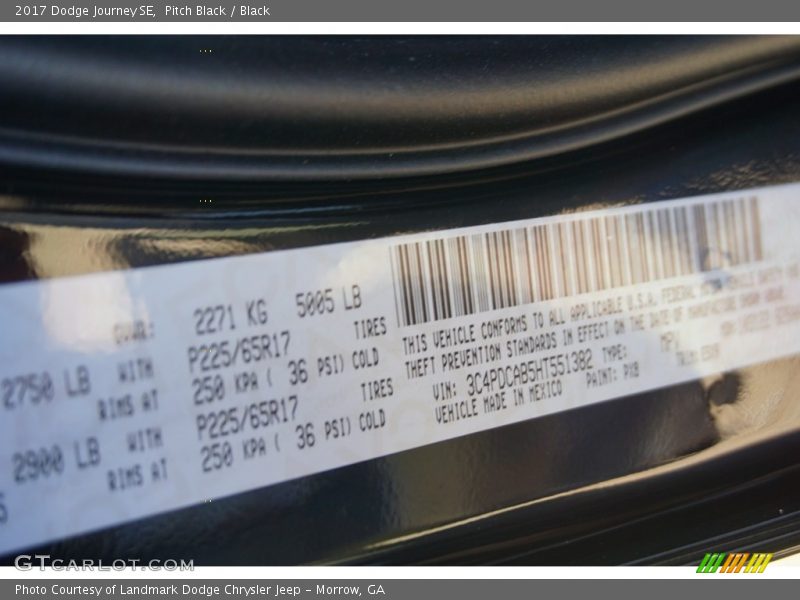 2017 Dodge Journey SE,  Pitch Black / Black
2271 KG 5005 LB
2750 LB WITH P225/65R17 TIRES
RIMS AT 250 KPA ( 36 PSI) COLD
2900 LB WITH P225/65R17 TIRES
RIMS AT 250 KPA ( 36 PSI) COLD
THIS VEHICLE CONFORMS TO ALL APPLICABLE U.S.A. FEDERAL
THEFT PREVENTION STANDARDS IN EFFECT ON THE DATE OF MANUFACTURE SHOWN ABOVE.
VIN: 3C4PDCAB5HT551382 TYPE:
VEHICLE MADE IN MEXICO PAINT: PX8
GTCARLOT.COM
Photo Courtesy of Landmark Dodge Chrysler Jeep – Morrow, GA